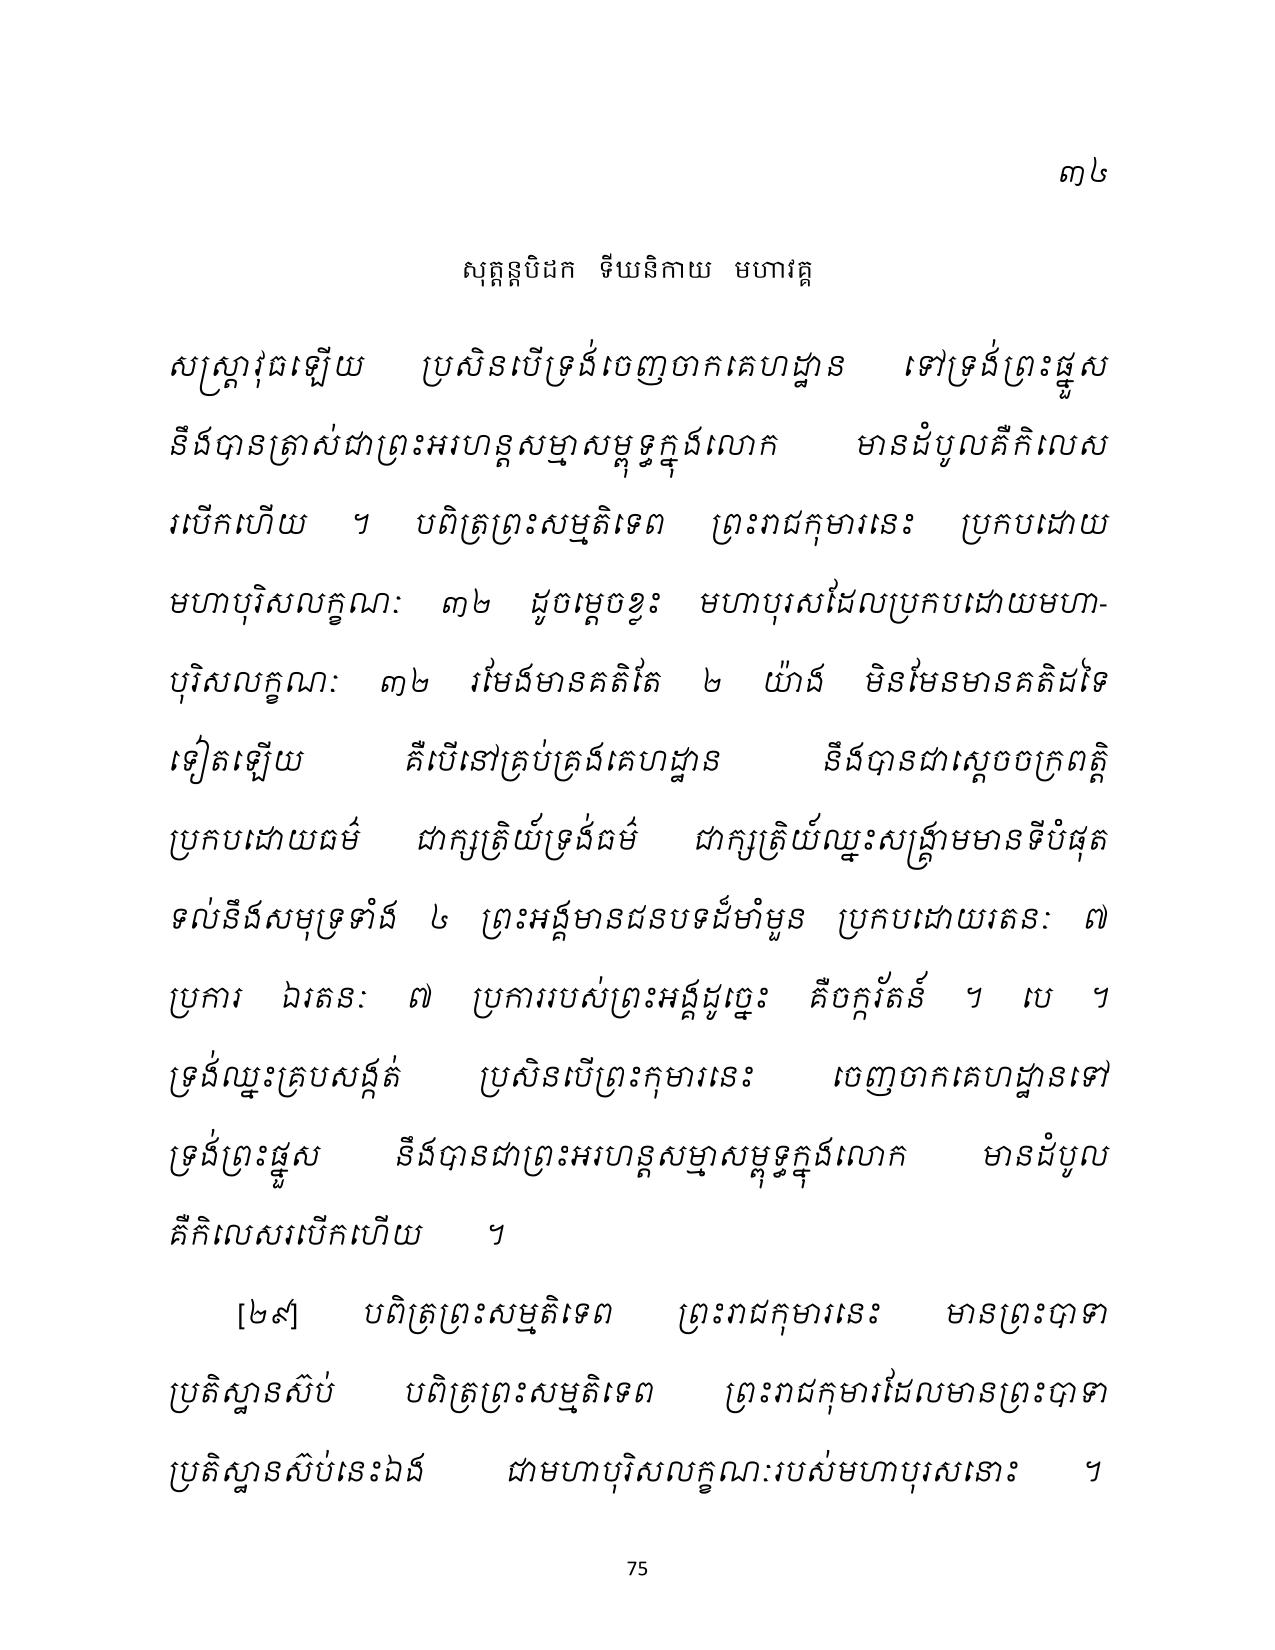 ៣៤
សុត្តន្តបិដក ទីឃនិកាយ មហាវគ្គ
សស្ត្រាវុធឡើយ ប្រសិនបើទ្រង់ចេញចាកគេហដ្ឋាន ទៅទ្រង់ព្រះផ្នួស
នឹងបានត្រាស់ជាព្រះអរហន្តសម្មាសម្ពុទ្ធក្នុងលោក មានដំបូលគឺកិលេស
របើកហើយ ។ បពិត្រព្រះសម្មតិទេព ព្រះរាជកុមារនេះ ប្រកបដោយ
មហាបុរិសលក្ខណៈ ៣២ ដូចម្តេចខ្លះ មហាបុរសដែលប្រកបដោយមហា-
បុរិសលក្ខណៈ ៣២ រមែងមានគតិតែ ២ យ៉ាង មិនមែនមានគតិដទៃ
ទៀតឡើយ គឺបើនៅគ្រប់គ្រងគេហដ្ឋាន នឹងបានជាស្តេចចក្រពត្តិ
ប្រកបដោយធម៌ ជាក្សត្រិយ៍ទ្រង់ធម៌ ជាក្សត្រិយ៍ឈ្នះសង្គ្រាមមានទីបំផុត
ទល់នឹងសមុទ្រទាំង ៤ ព្រះអង្គមានជនបទដ៏មាំមួន ប្រកបដោយរតនៈ ៧
ប្រការ ឯរតនៈ ៧ ប្រការរបស់ព្រះអង្គដូច្នេះ គឺចក្ករ័តន៍ ។ បេ ។
ទ្រង់ឈ្នះគ្របសង្កត់ ប្រសិនបើព្រះកុមារនេះ ចេញចាកគេហដ្ឋានទៅ
ទ្រង់ព្រះផ្នួស នឹងបានជាព្រះអរហន្តសម្មាសម្ពុទ្ធក្នុងលោក មានដំបូល
គឺកិលេសរបើកហើយ ។
[២៩] បពិត្រព្រះសម្មតិទេព ព្រះរាជកុមារនេះ មានព្រះបាទា
ប្រតិស្ឋានស៊ប់ បពិត្រព្រះសម្មតិទេព ព្រះរាជកុមារដែលមានព្រះបាទា
ប្រតិស្ឋានស៊ប់នេះឯង ជាមហាបុរិសលក្ខណៈរបស់មហាបុរសនោះ ។
75